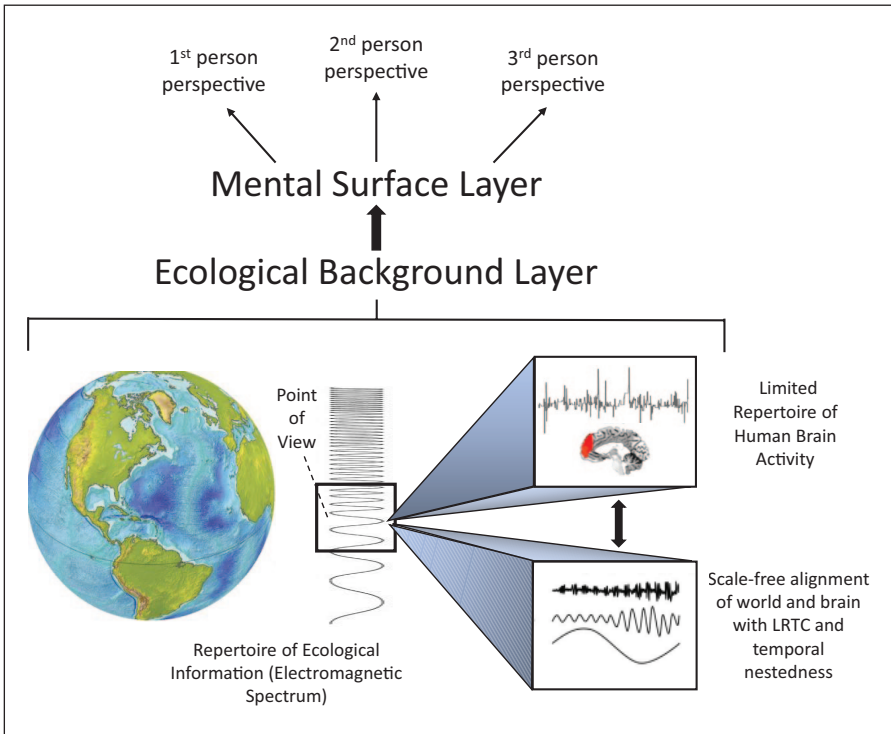 1st person
perspective
2nd person
perspective
3rd person
perspective
Mental Surface Layer
Ecological Background Layer
Point
of
View
Limited
Repertoire of
Human Brain
Activity
Scale-free alignment
of world and brain
with LRTC and
temporal
nestedness
Repertoire of Ecological
Information (Electromagnetic
Spectrum)